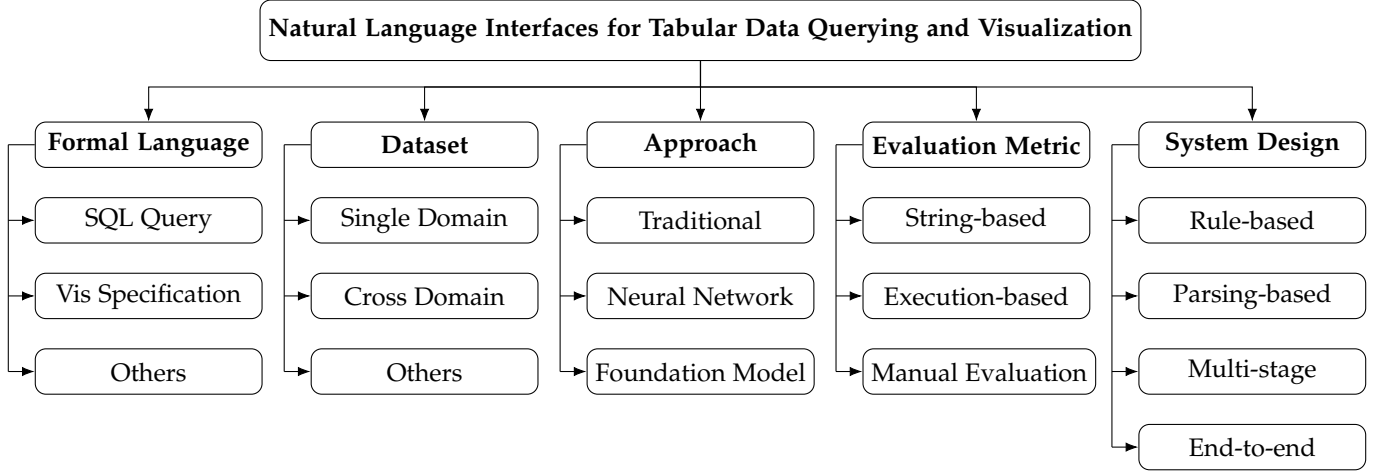 Natural Language Interfaces for Tabular Data Querying and Visualization
Formal Language
SQL Query
Vis Specification
Others
Dataset
Single Domain
Cross Domain
Others
Approach
Traditional
Neural Network
Foundation Model
Evaluation Metric
String-based
Execution-based
Manual Evaluation
System Design
Rule-based
Parsing-based
Multi-stage
End-to-end